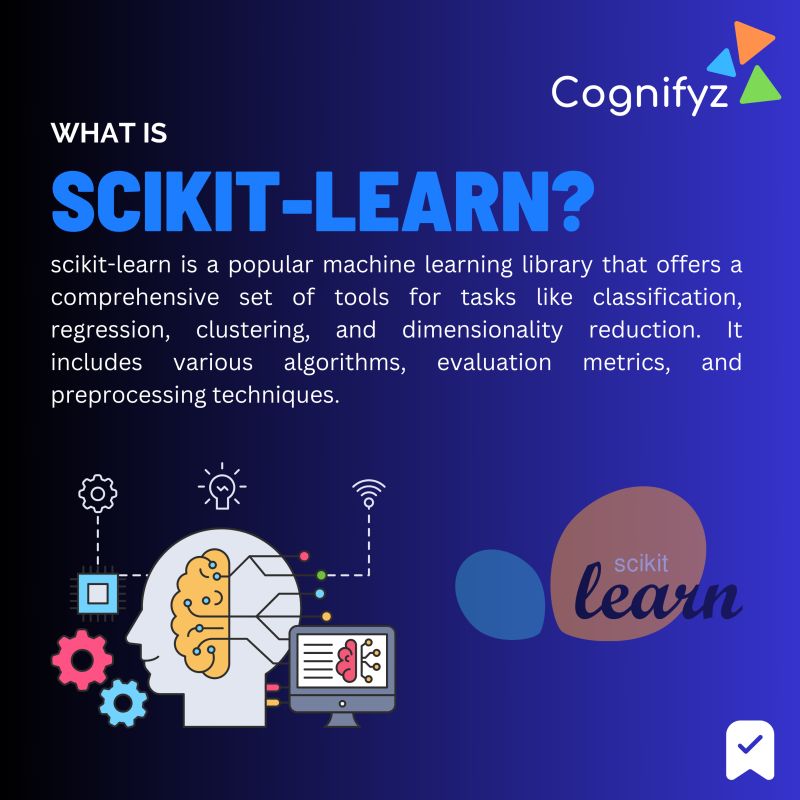 Cognifyz
WHAT IS
SCIKIT-LEARN?
scikit-learn is a popular machine learning library that offers a
comprehensive set of tools for tasks like classification,
regression, clustering, and dimensionality reduction. It
includes various algorithms, evaluation metrics, and
preprocessing techniques.
scikit
learn